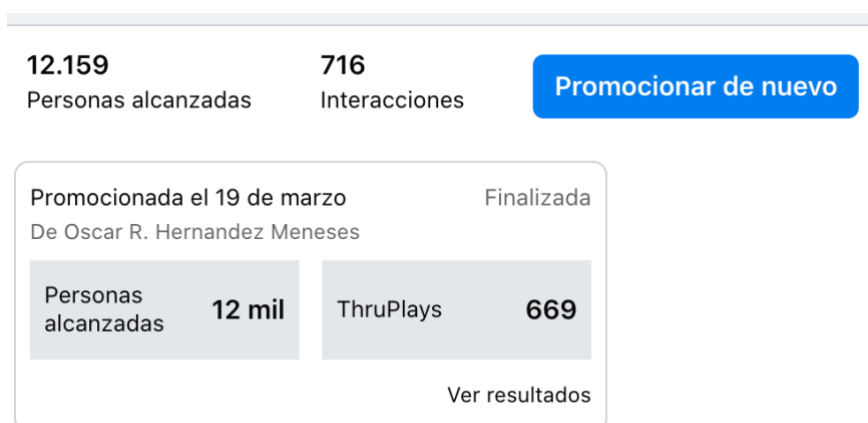 12.159
Personas alcanzadas
716
Interacciones
Promocionar de nuevo
Promocionada el 19 de marzo
Finalizada
De Oscar R. Hernandez Meneses
Personas
alcanzadas
12 mil
ThruPlays
669
Ver resultados